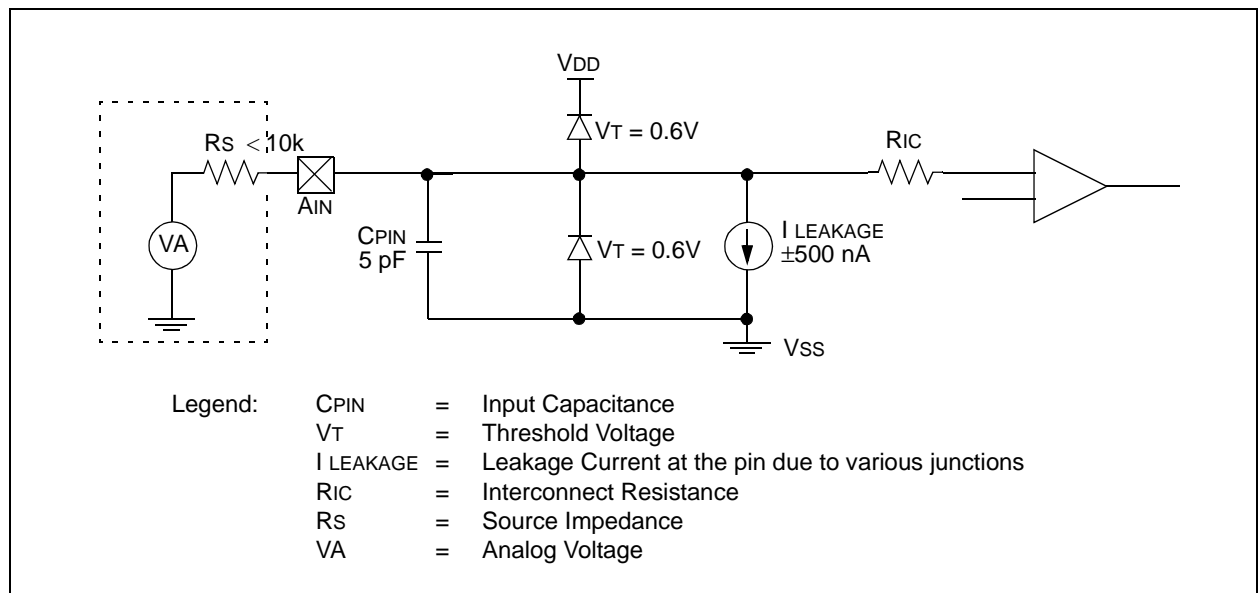 VDD
VT = 0.6V
RS < 10k
RIC
AIN
CPIN
5 pF
VA
VT = 0.6V
I LEAKAGE
±500 nA
VSS
Legend: CPIN = Input Capacitance
VT = Threshold Voltage
I LEAKAGE = Leakage Current at the pin due to various junctions
RIC = Interconnect Resistance
RS = Source Impedance
VA = Analog Voltage